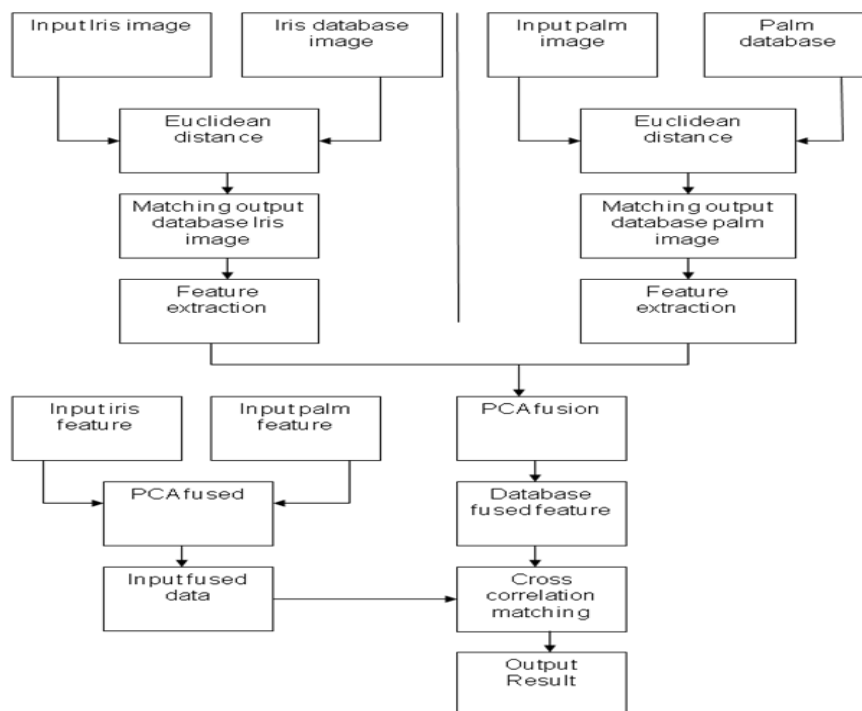 Input Iris image
Iris database
image
Input palm
image
Palm
database
Euclidean
distance
Euclidean
distance
Matching output
database Iris
image
Matching output
database palm
image
Feature
extraction
Feature
extraction
Input iris
feature
Input palm
feature
PCA fusion
PCA fused
Database
fused feature
Input fused
data
Cross
correlation
matching
Output
Result